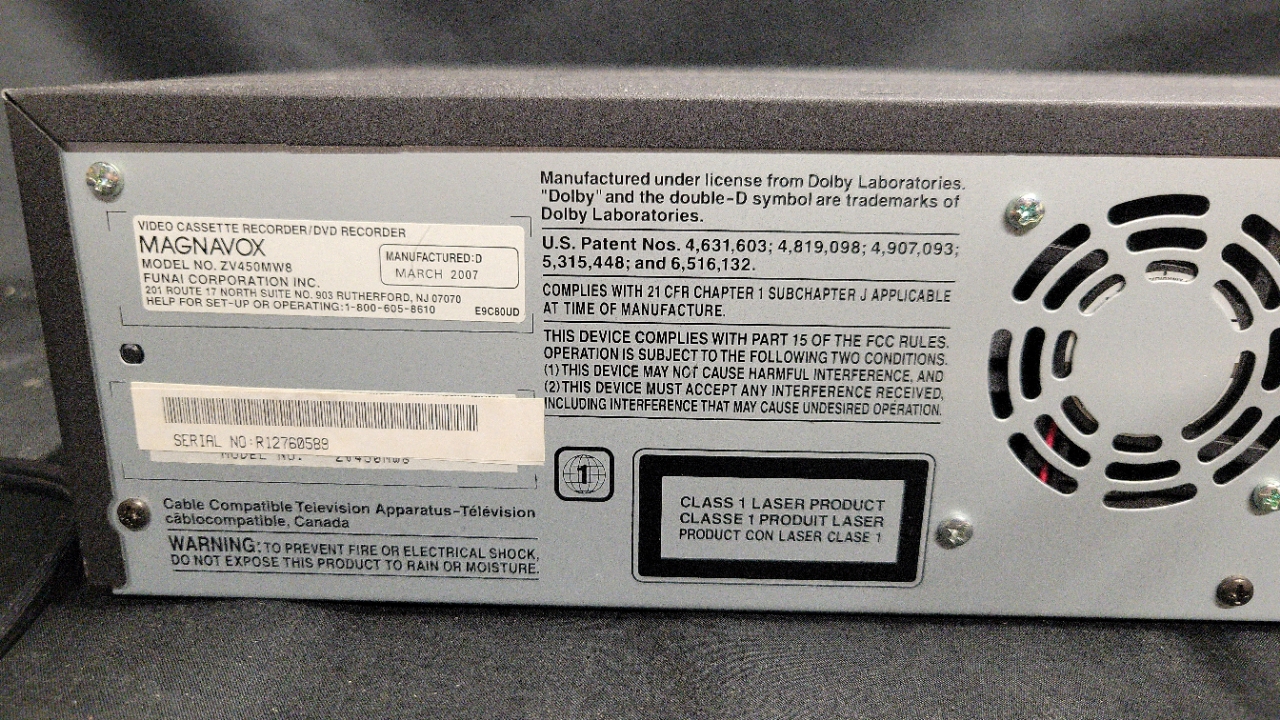 VIDEO CASSETTE RECORDER/DVD RECORDER
MAGNAVOX
MODEL NO. ZV450MW8
FUNAI CORPORATION INC.
201 ROUTE 17 NORTH SUITE NO. 903 RUTHERFORD, NJ 07070
HELP FOR SET-UP OR OPERATING:1-800-605-8610
E9C80UD
MANUFACTURED:D
MARCH 2007
SERIAL NO:R12760589
MODEL NO. ZV450MW8
Cable Compatible Television Apparatus-Télévision
câblocompatible, Canada
WARNING: TO PREVENT FIRE OR ELECTRICAL SHOCK,
DO NOT EXPOSE THIS PRODUCT TO RAIN OR MOISTURE.
Manufactured under license from Dolby Laboratories.
"Dolby" and the double-D symbol are trademarks of
Dolby Laboratories.
U.S. Patent Nos. 4,631,603; 4,819,098; 4,907,093;
5,315,448; and 6,516,132.
COMPLIES WITH 21 CFR CHAPTER 1 SUBCHAPTER J APPLICABLE
AT TIME OF MANUFACTURE.
THIS DEVICE COMPLIES WITH PART 15 OF THE FCC RULES.
OPERATION IS SUBJECT TO THE FOLLOWING TWO CONDITIONS.
(1) THIS DEVICE MAY NOT CAUSE HARMFUL INTERFERENCE, AND
(2) THIS DEVICE MUST ACCEPT ANY INTERFERENCE RECEIVED,
INCLUDING INTERFERENCE THAT MAY CAUSE UNDESIRED OPERATION.
1
CLASS 1 LASER PRODUCT
CLASSE 1 PRODUIT LASER
PRODUCT CON LASER CLASE 1